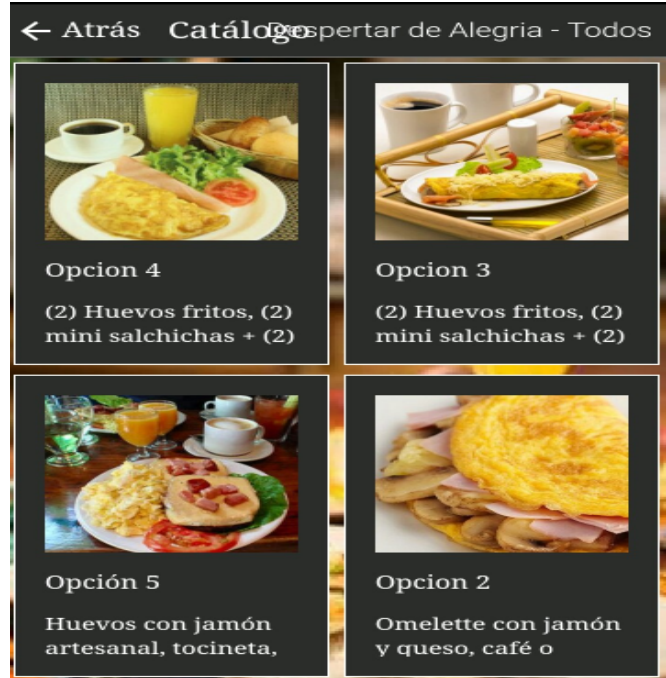 ← Atrás Catálogo Despertar de Alegria - Todos
Opcion 4
(2) Huevos fritos, (2)
mini salchichas + (2)
Opcion 3
(2) Huevos fritos, (2)
mini salchichas + (2)
Opción 5
Huevos con jamón
artesanal, tocineta,
Opcion 2
Omelette con jamón
y queso, café o